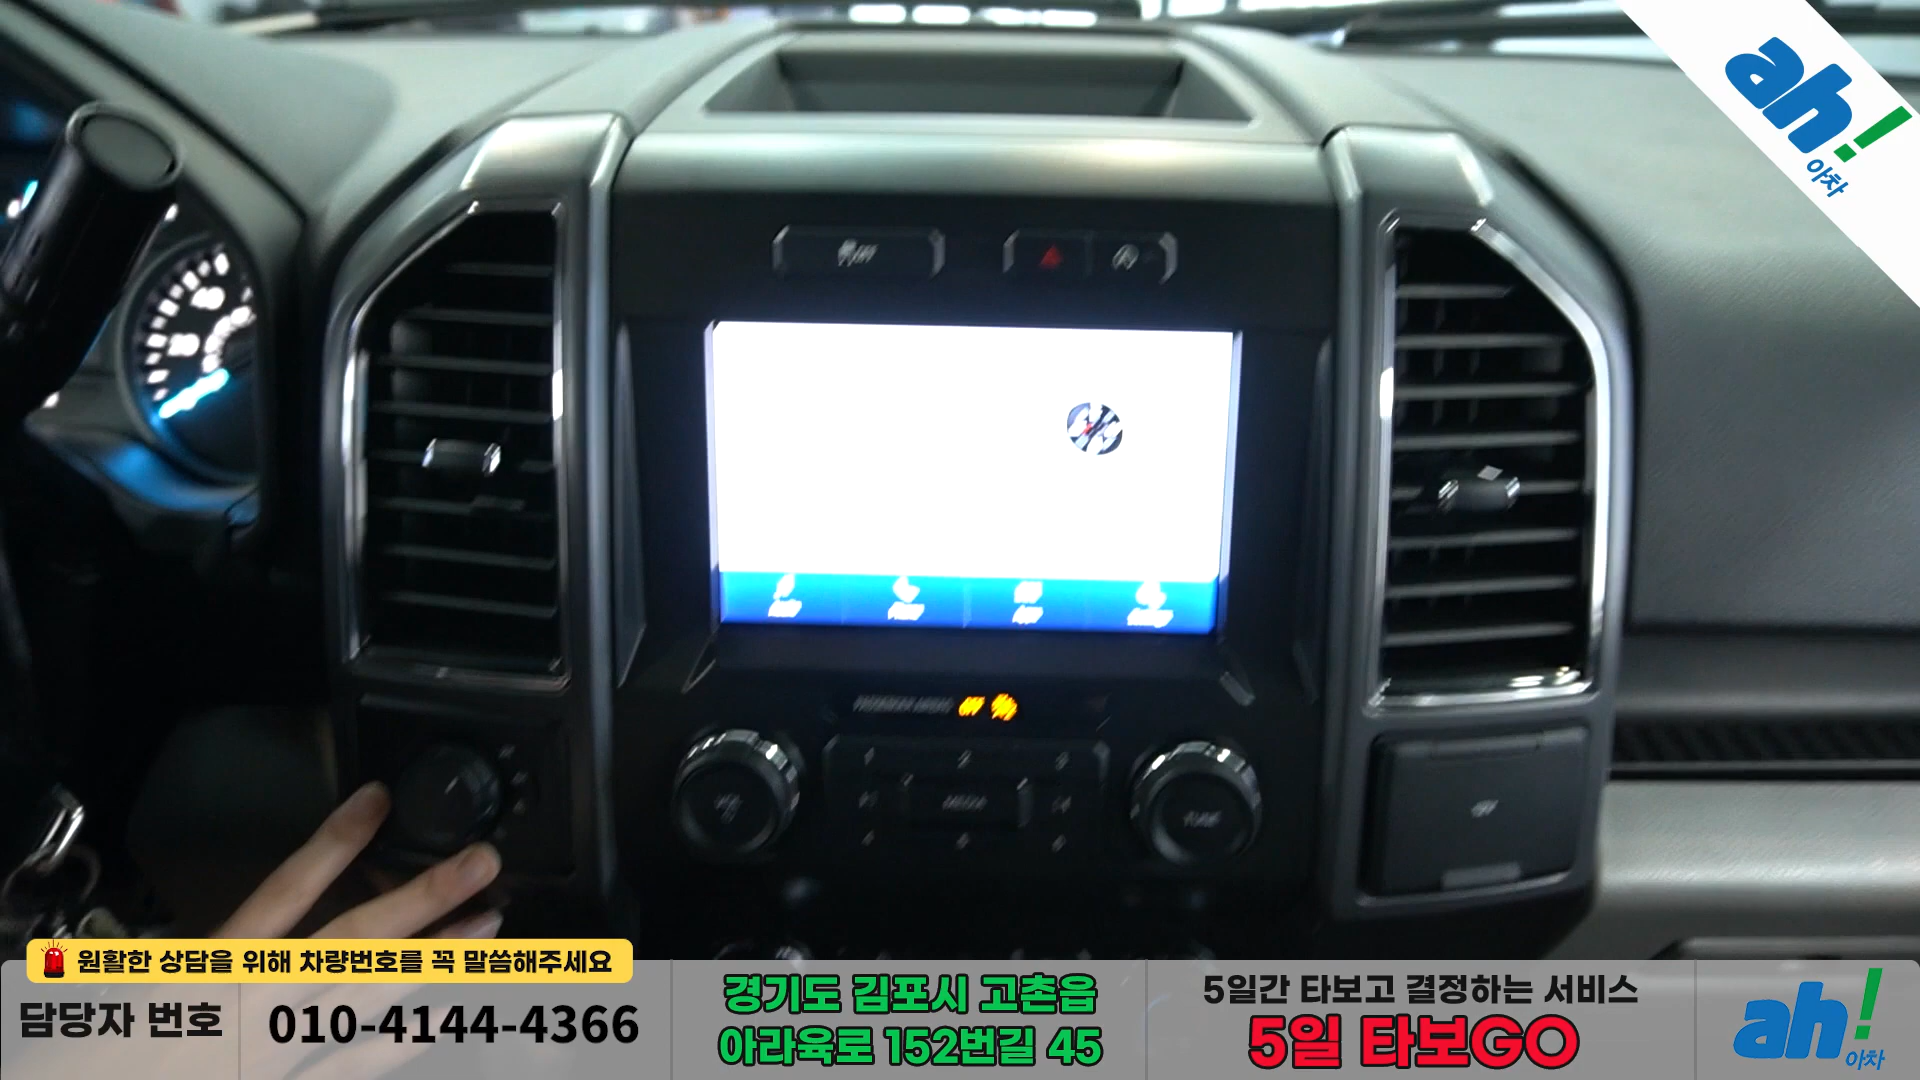 ah!
아차
OFF
OFF
원활한 상담을 위해 차량번호를 꼭 말씀해주세요
담당자 번호
010-4144-4366
경기도 김포시 고촌읍
아라육로 152번길 45
5일간 타보고 결정하는 서비스
5일 타보GO
ah!
아차